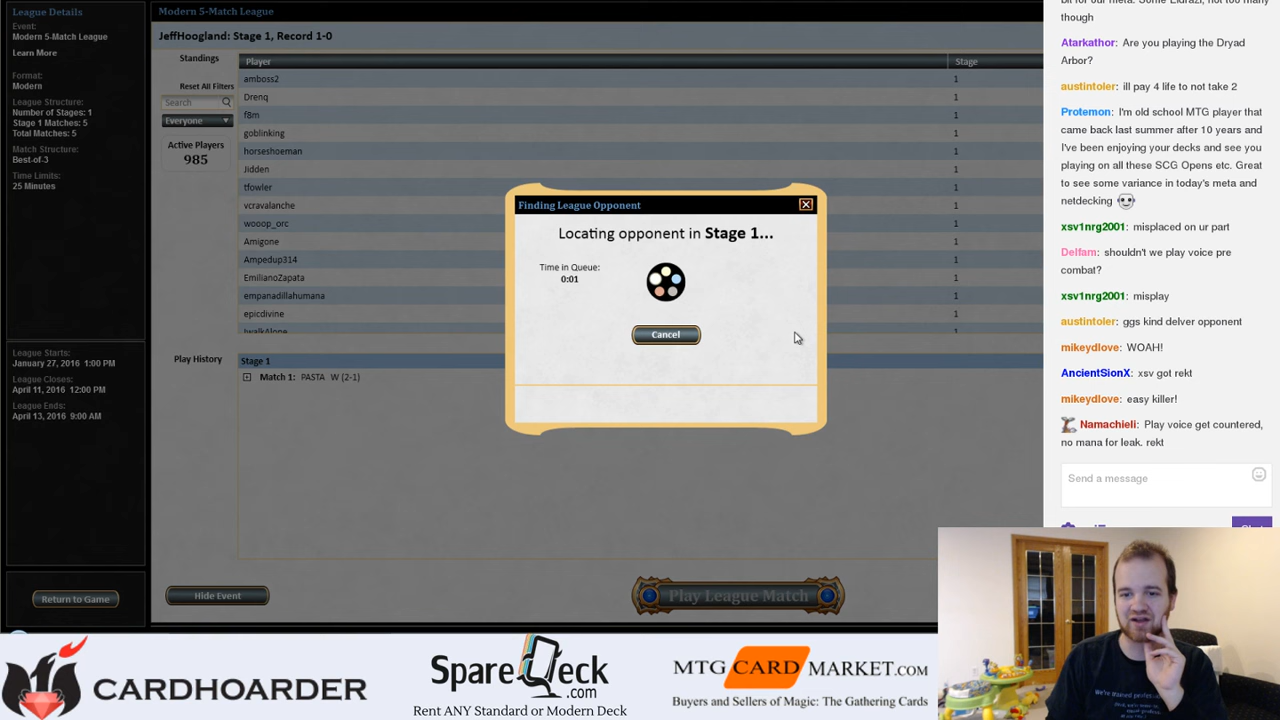 League Details
Event:
Modern 5-Match League
Learn More
Format:
Modern
League Structure:
Number of Stages: 1
Stage 1 Matches: 5
Total Matches: 5
Match Structure:
Best-of-3
Time Limits:
25 Minutes
League Starts:
January 27, 2016 1:00 PM
League Closes:
April 11, 2016 12:00 PM
League Ends:
April 13, 2016 9:00 AM
Return to Game
Modern 5-Match League
JeffHoogland: Stage 1, Record 1-0
Standings
Reset All Filters
Search
Everyone
Active Players
985
Player Stage
amboss2 1
Drenq 1
f8m 1
goblinking 1
horseshoeman 1
Jidden 1
tfowler 1
vcravalanche 1
wooop_orc 1
Amigone 1
Ampedup314 1
EmilianoZapata 1
empanadillahumana 1
epicdivine 1
IwalkAlone 1
Play History
Stage 1
Match 1: PASTA W (2-1)
Hide Event
Play League Match
Finding League Opponent
Locating opponent in Stage 1...
Time in Queue:
0:01
Cancel
though
Atarkathor: Are you playing the Dryad
Arbor?
austintoler: ill pay 4 life to not take 2
Protemon: I'm old school MTG player that
came back last summer after 10 years and
I've been enjoying your decks and see you
playing on all these SCG Opens etc. Great
to see some variance in today's meta and
netdecking
xsv1nrg2001: misplaced on ur part
Delfam: shouldn't we play voice pre
combat?
xsv1nrg2001: misplay
austintoler: ggs kind delver opponent
mikeydlove: WOAH!
AncientSionX: xsv got rekt
mikeydlove: easy killer!
Namachieli: Play voice get countered,
no mana for leak. rekt
Send a message
CARDHOARDER
SpareDeck
.com
Rent ANY Standard or Modern Deck
MTG CARD MARKET.COM
Buyers and Sellers of Magic: The Gathering Cards